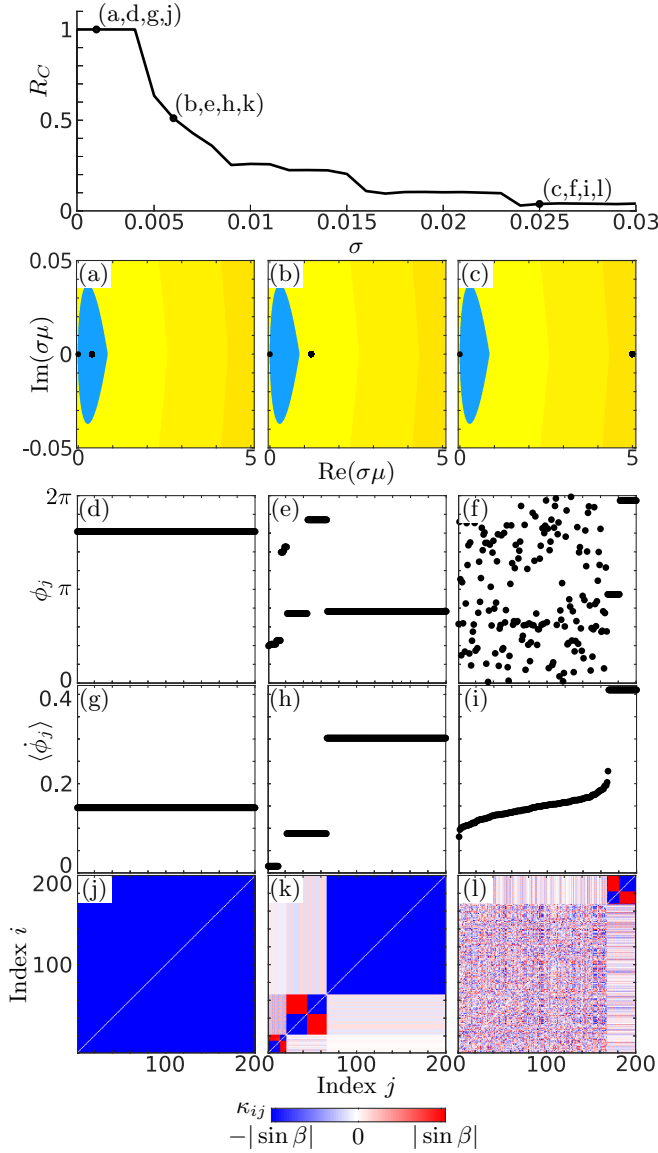 1
(a,d,g,j)
R_C
(b,e,h,k)
0.5
(c,f,i,l)
0
0.005
0.01
0.015
0.02
0.025
0.03
σ
0.05
(a)
(b)
(c)
Im(σμ)
0
-0.05
0
5
0
5
0
5
Re(σμ)
2π
(d)
(e)
(f)
ϕ_j
π
0
0.4
(g)
(h)
(i)
⟨ϕ̇_j⟩
0.2
0
200
(j)
(k)
(l)
Index i
100
100
200
100
200
100
200
Index j
κ_ij
−| sin β|
0
| sin β|